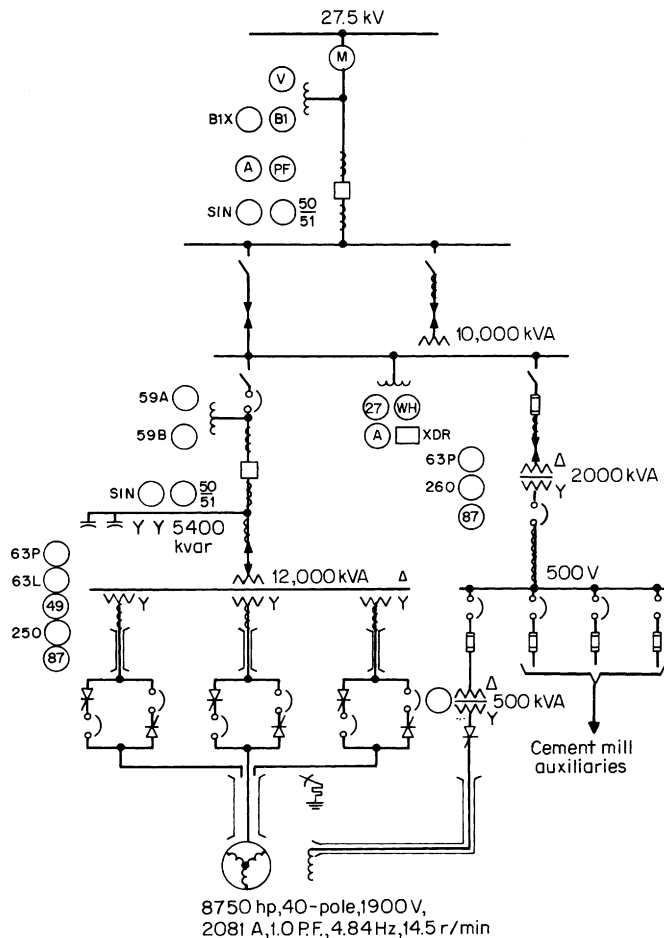 27.5 kV
M
V
B1X B1
A PF
SIN 50
51
10,000 kVA
59A
27 WH
59B
A XDR
63P Δ
2000 kVA
260 Y
87
SIN 50
51
Y Y 5400
kvar
63P
63L
12,000 kVA Δ
500 V
49 Y Y Y
250
87
Δ
500 kVA
Y
Cement mill
auxiliaries
8750 hp,40-pole,1900 V,
2081 A,1.0 P.F.,4.84Hz,14.5 r/min